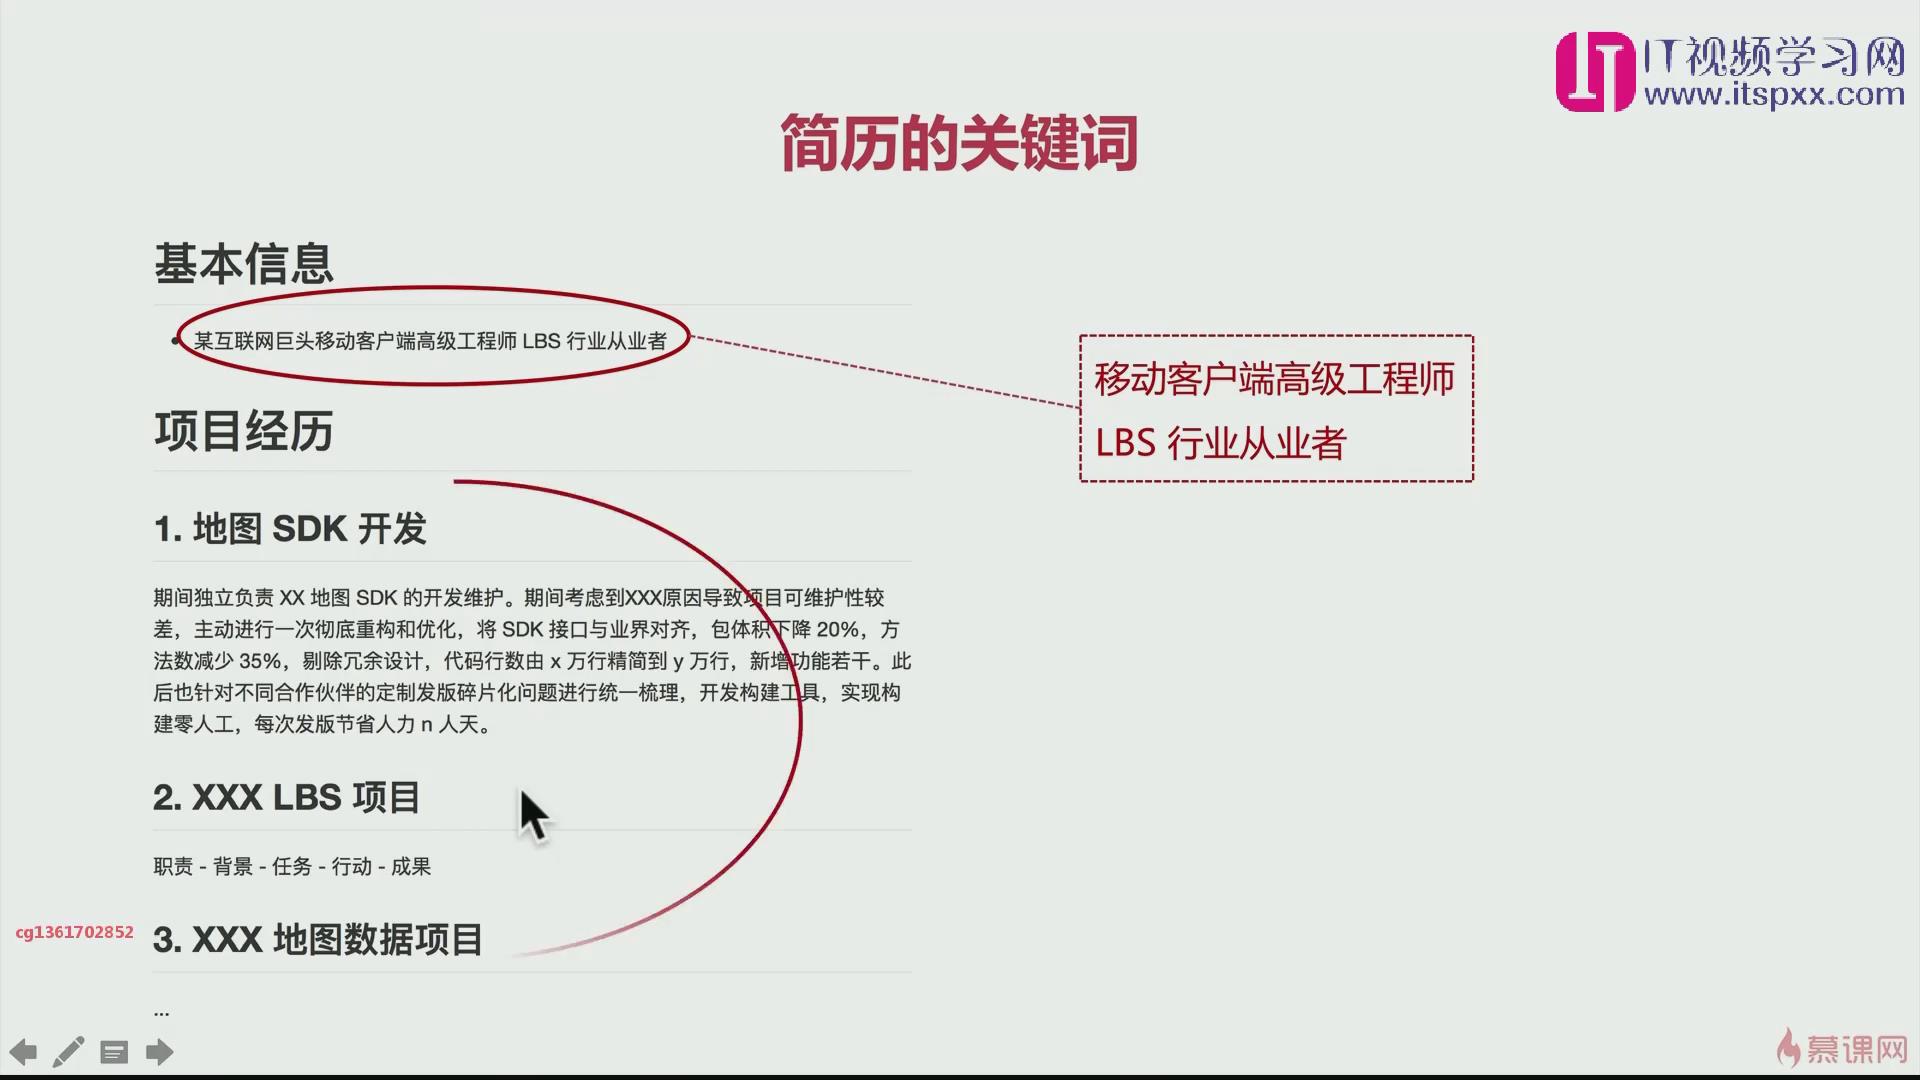 IT视频学习网
www.itspxx.com
简历的关键词
基本信息
某互联网巨头移动客户端高级工程师 LBS 行业从业者
移动客户端高级工程师
LBS 行业从业者
项目经历
1. 地图 SDK 开发
期间独立负责 XX 地图 SDK 的开发维护。期间考虑到XXX原因导致项目可维护性较
差，主动进行一次彻底重构和优化，将 SDK 接口与业界对齐，包体积下降 20%，方
法数减少 35%，剔除冗余设计，代码行数由 x 万行精简到 y 万行，新增功能若干。此
后也针对不同合作伙伴的定制发版碎片化问题进行统一梳理，开发构建工具，实现构
建零人工，每次发版节省人力 n 人天。
2. XXX LBS 项目
职责 - 背景 - 任务 - 行动 - 成果
cg1361702852
3. XXX 地图数据项目
...
慕课网